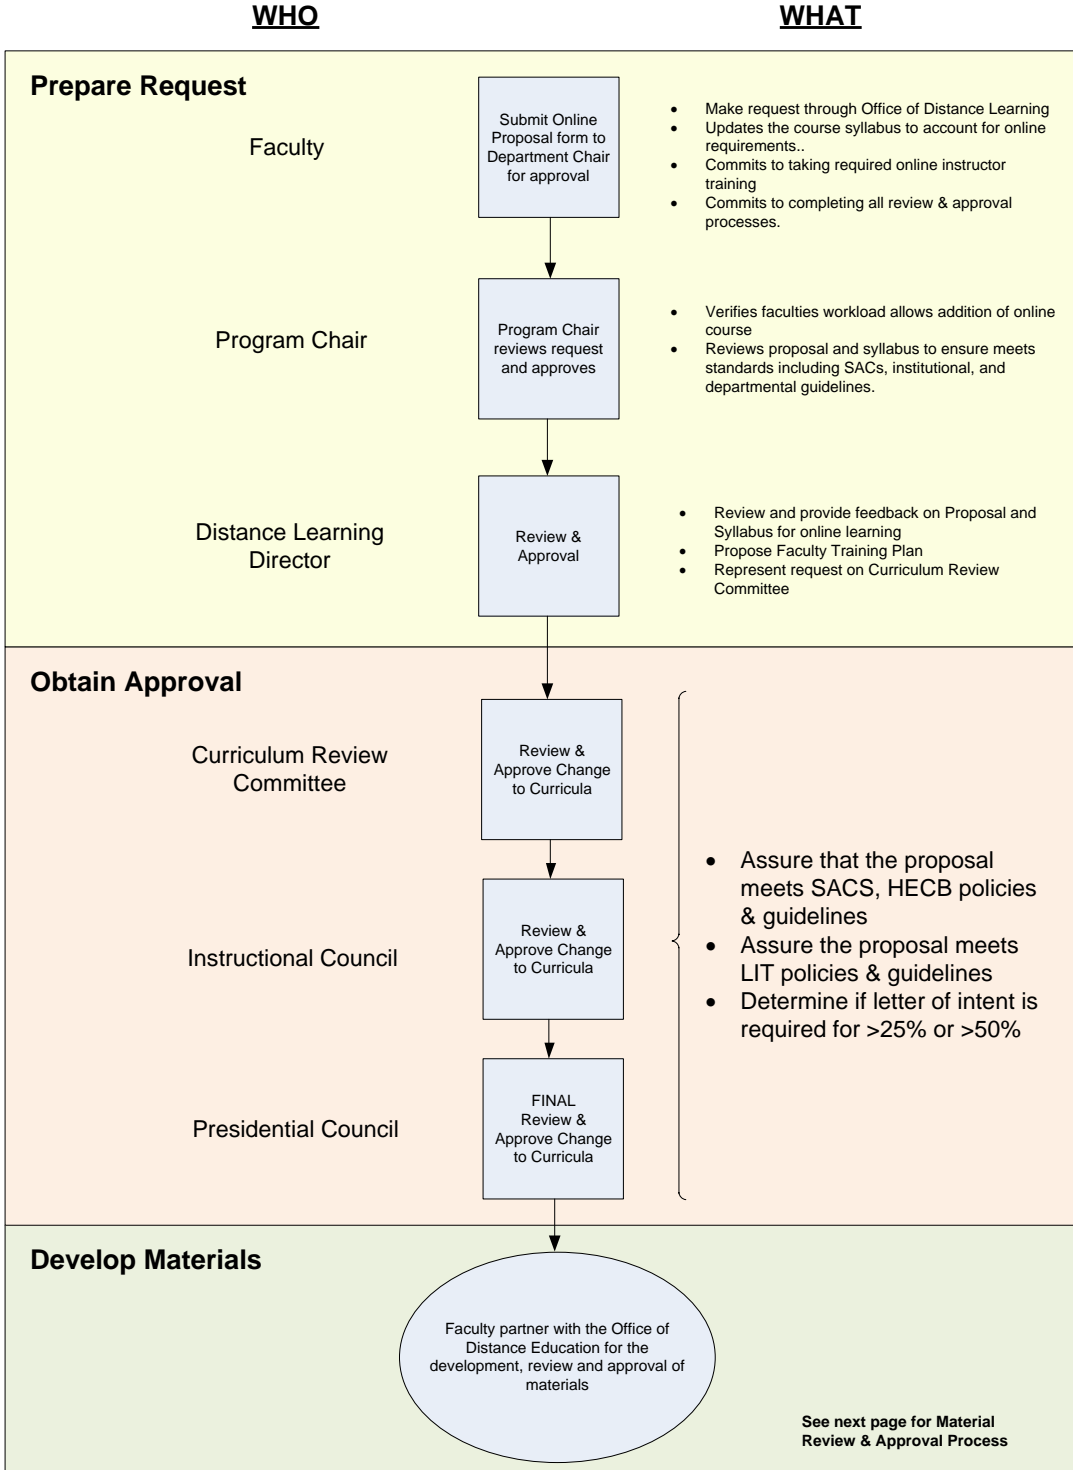 WHO
WHAT
Prepare Request
Faculty
Submit Online
Proposal form to
Department Chair
for approval
• Make request through Office of Distance Learning
• Updates the course syllabus to account for online
requirements..
• Commits to taking required online instructor
training
• Commits to completing all review & approval
processes.
Program Chair
Program Chair
reviews request
and approves
• Verifies faculties workload allows addition of online
course
• Reviews proposal and syllabus to ensure meets
standards including SACs, institutional, and
departmental guidelines.
Distance Learning
Director
Review &
Approval
• Review and provide feedback on Proposal and
Syllabus for online learning
• Propose Faculty Training Plan
• Represent request on Curriculum Review
Committee
Obtain Approval
Curriculum Review
Committee
Review &
Approve Change
to Curricula
Instructional Council
Review &
Approve Change
to Curricula
Presidential Council
FINAL
Review &
Approve Change
to Curricula
• Assure that the proposal
meets SACS, HECB policies
& guidelines
• Assure the proposal meets
LIT policies & guidelines
• Determine if letter of intent is
required for >25% or >50%
Develop Materials
Faculty partner with the Office of
Distance Education for the
development, review and approval of
materials
See next page for Material
Review & Approval Process